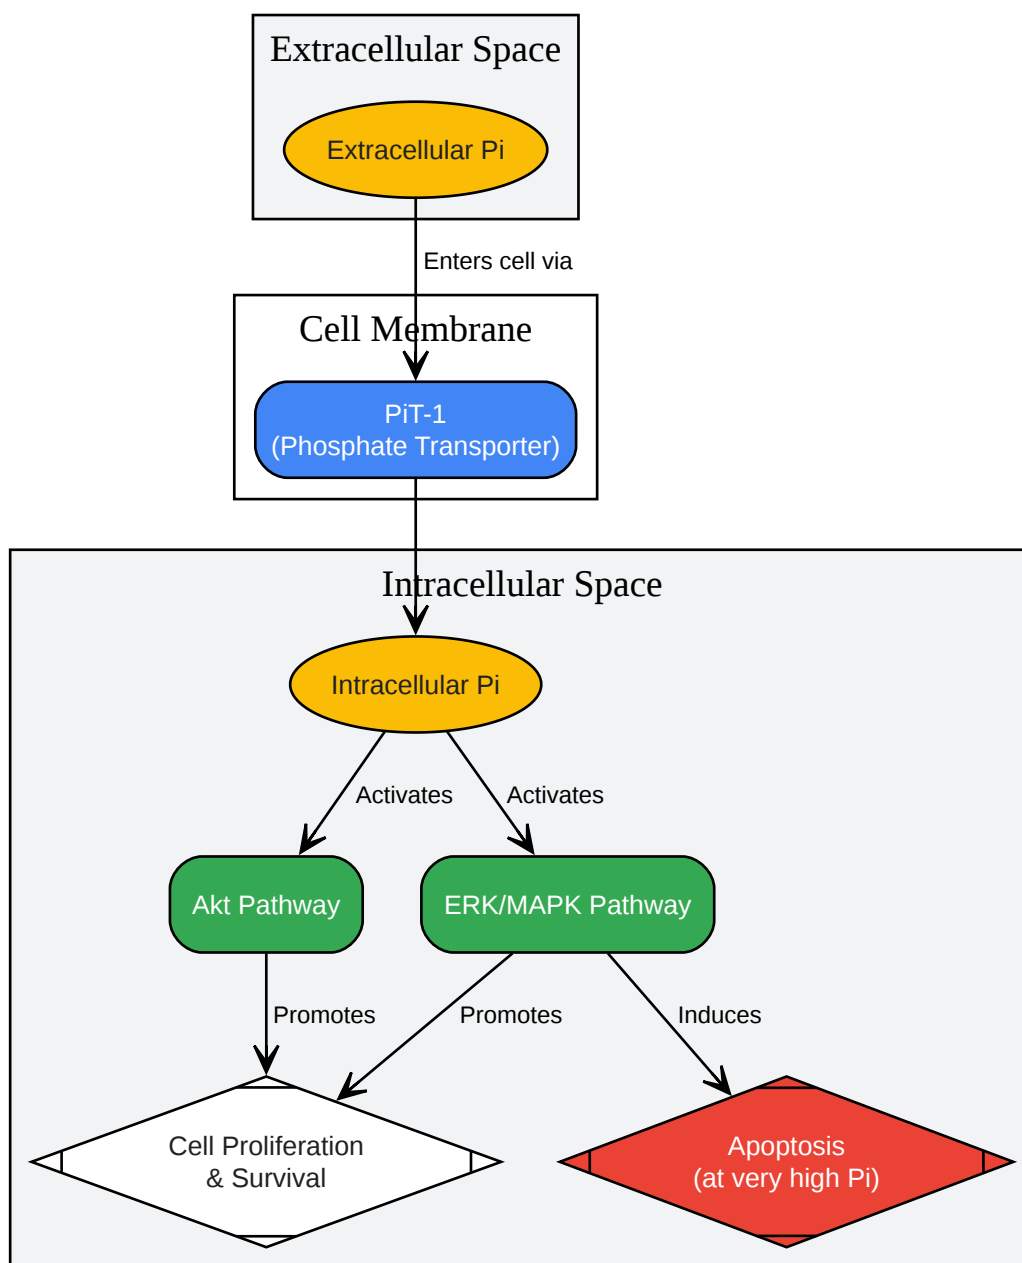 Extracellular Space
Extracellular Pi
Enters cell via
Cell Membrane
PiT-1
(Phosphate Transporter)
Intracellular Space
Intracellular Pi
Activates
Activates
Akt Pathway
ERK/MAPK Pathway
Promotes
Promotes
Induces
Cell Proliferation
& Survival
Apoptosis
(at very high Pi)